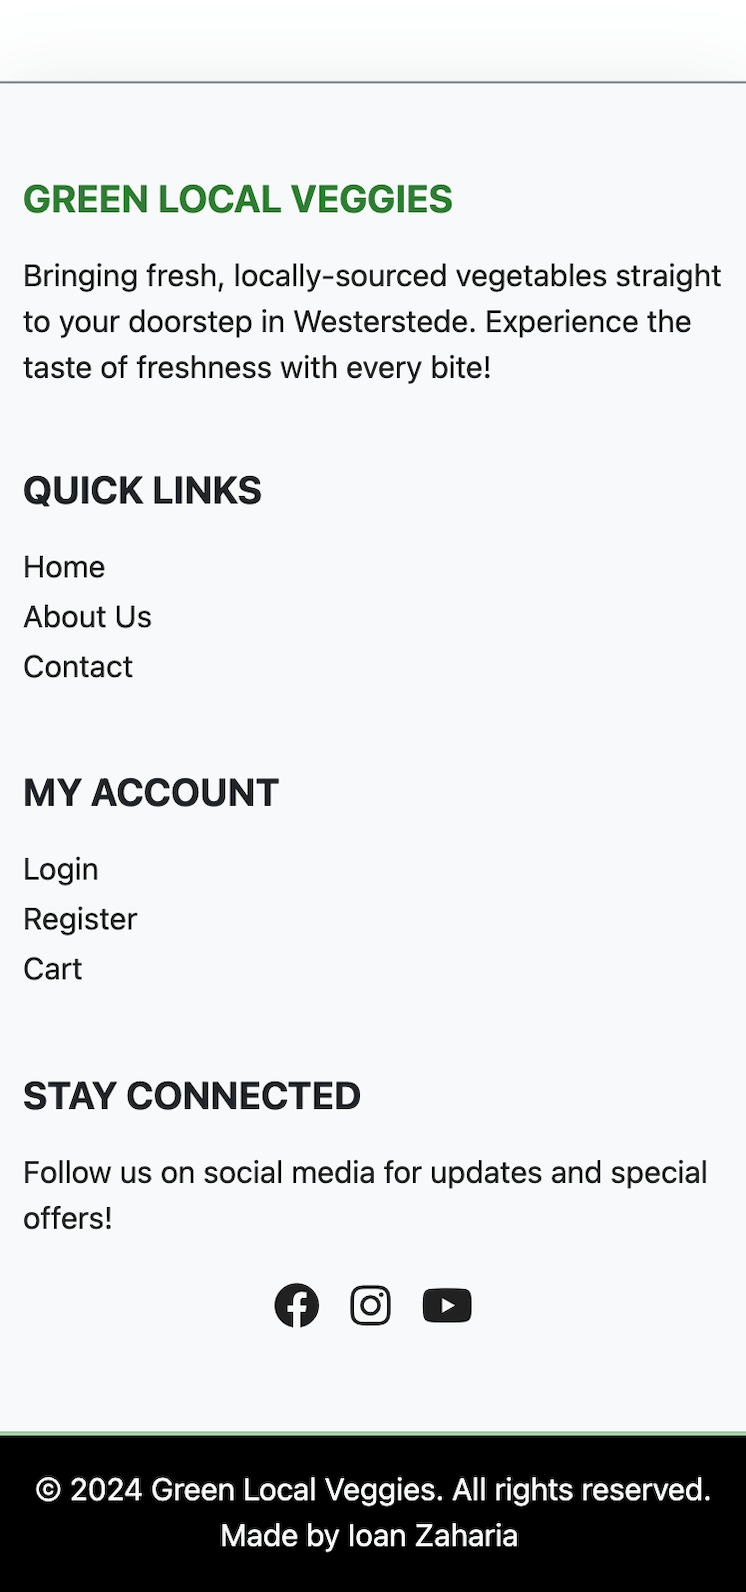 GREEN LOCAL VEGGIES
Bringing fresh, locally-sourced vegetables straight
to your doorstep in Westerstede. Experience the
taste of freshness with every bite!
QUICK LINKS
Home
About Us
Contact
MY ACCOUNT
Login
Register
Cart
STAY CONNECTED
Follow us on social media for updates and special
offers!
© 2024 Green Local Veggies. All rights reserved.
Made by Ioan Zaharia